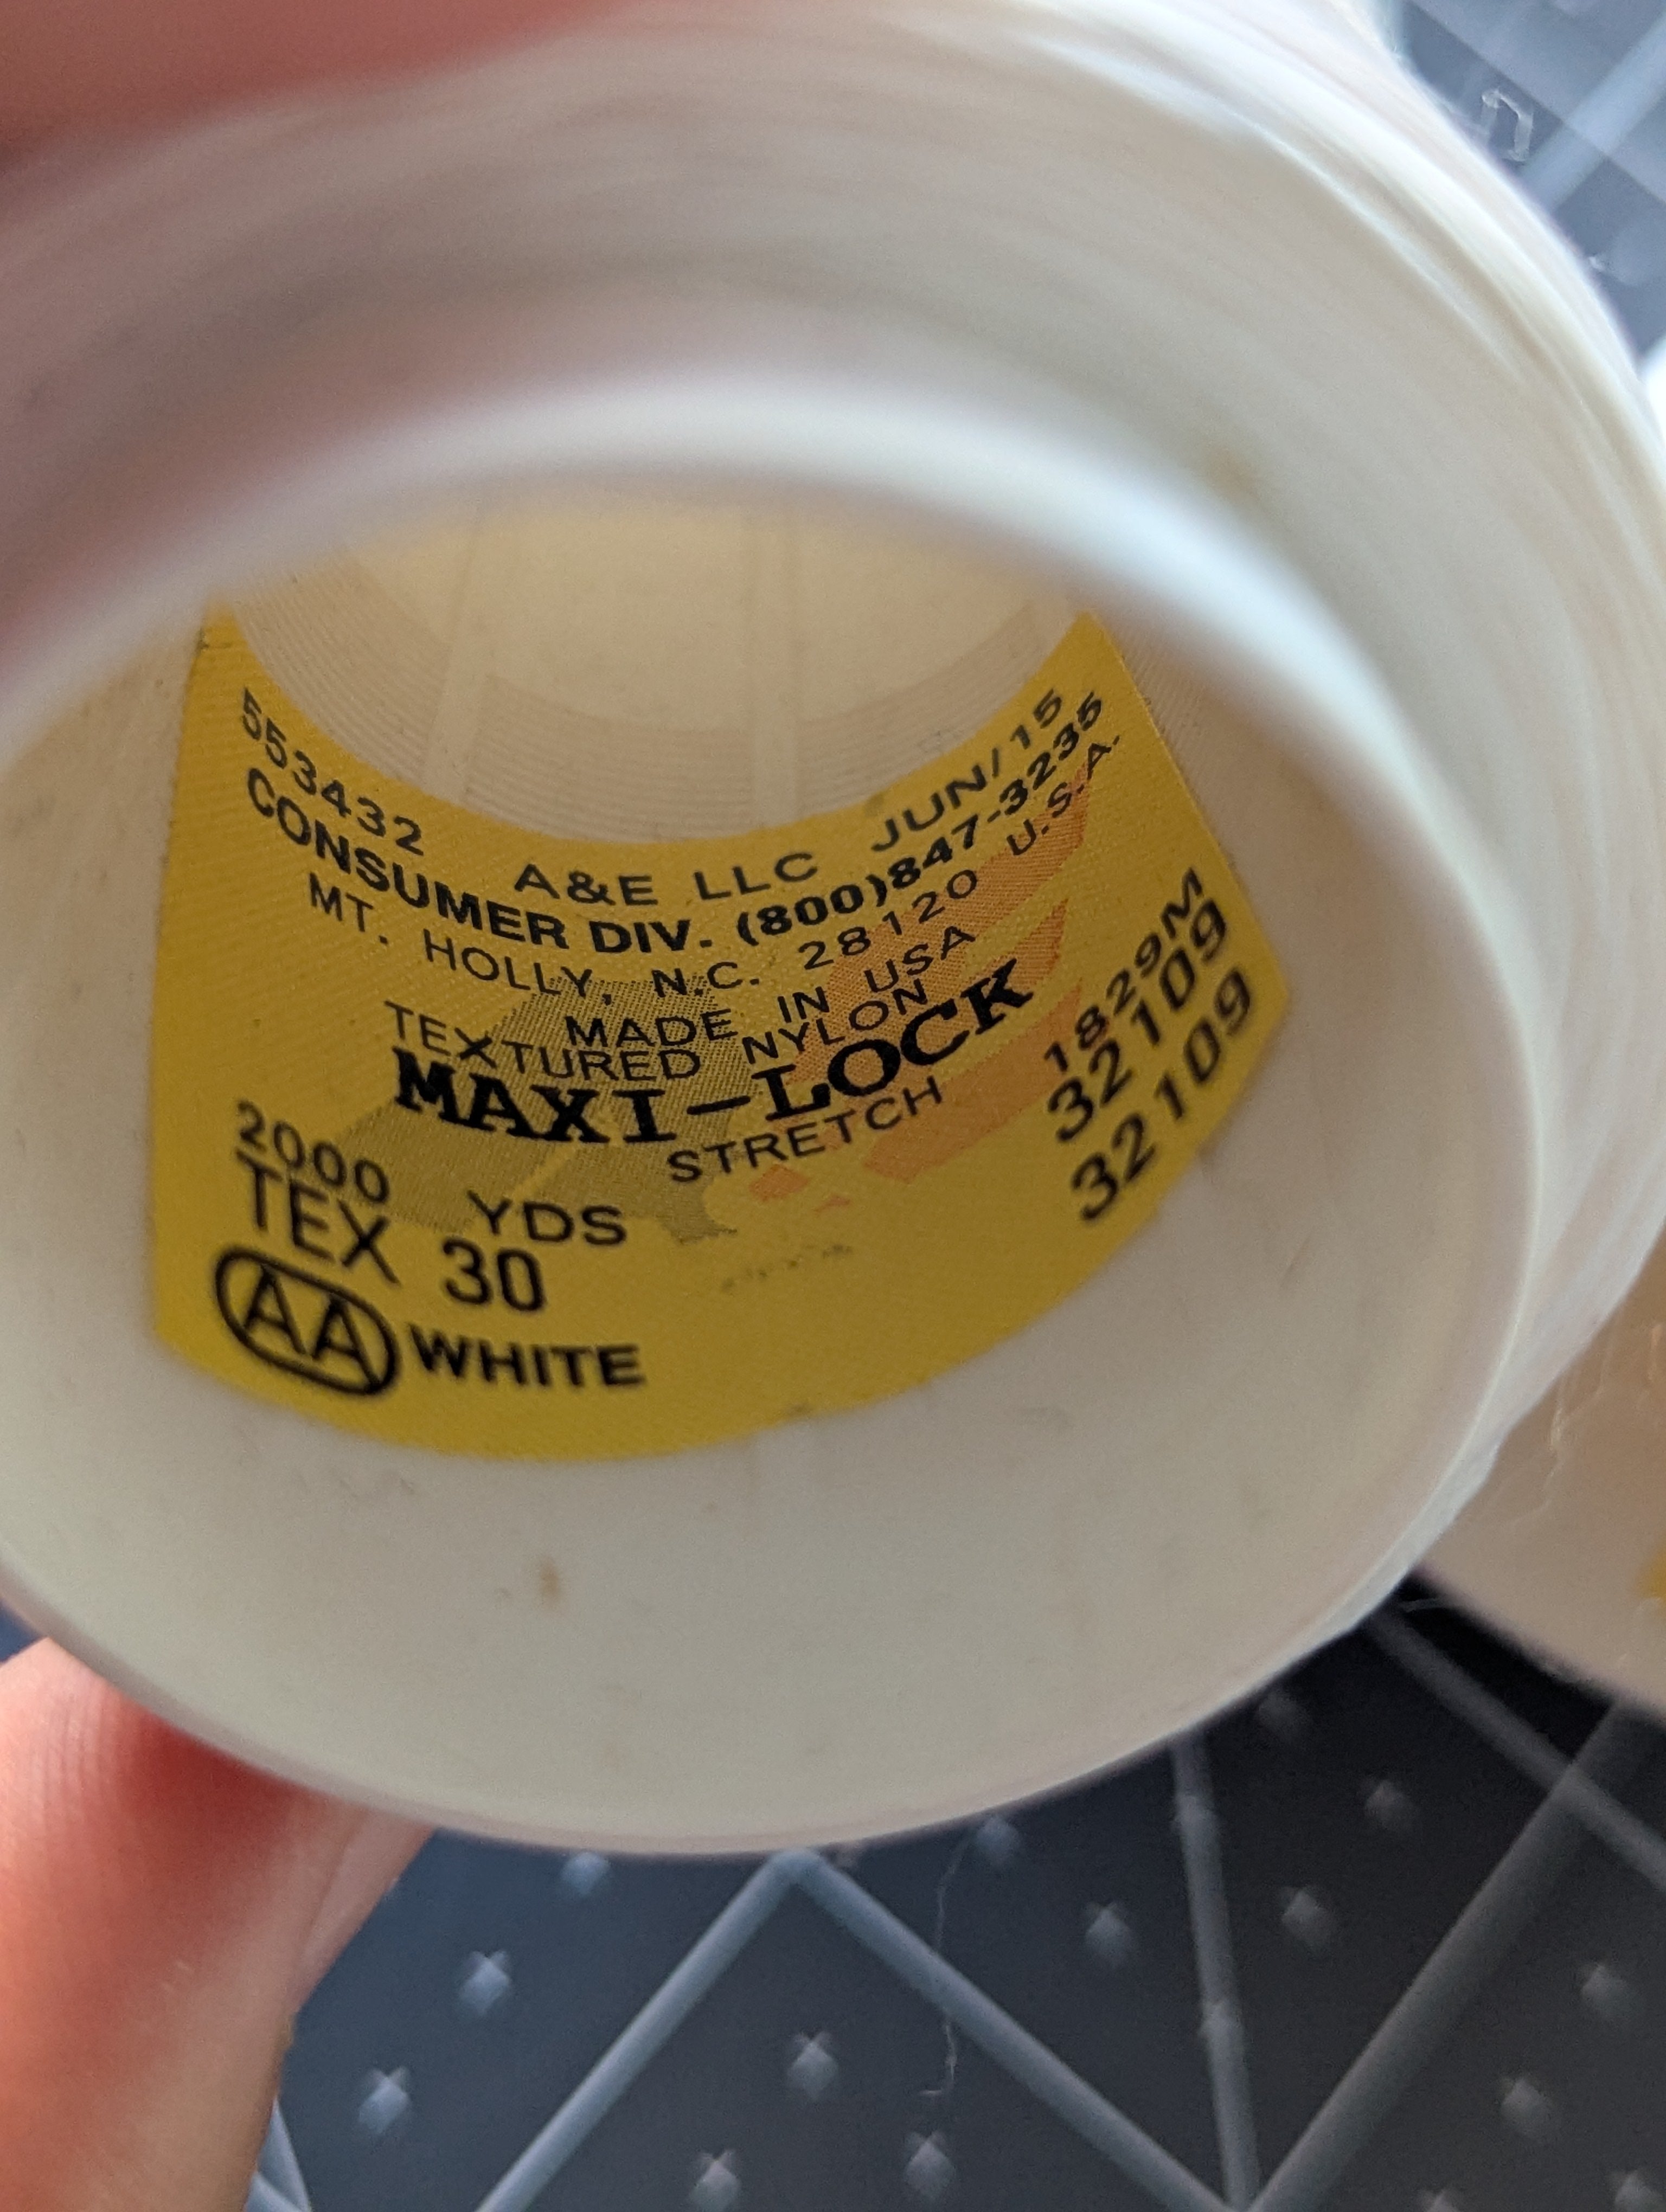 553432 A&E LLC JUN/15
CONSUMER DIV. (800)847-3235
MT. HOLLY, N.C. 28120 U.S.A.
MADE IN USA
TEXTURED NYLON
MAXI-LOCK
STRETCH
2000 YDS 1829M
TEX 30 32109
AA WHITE 32109